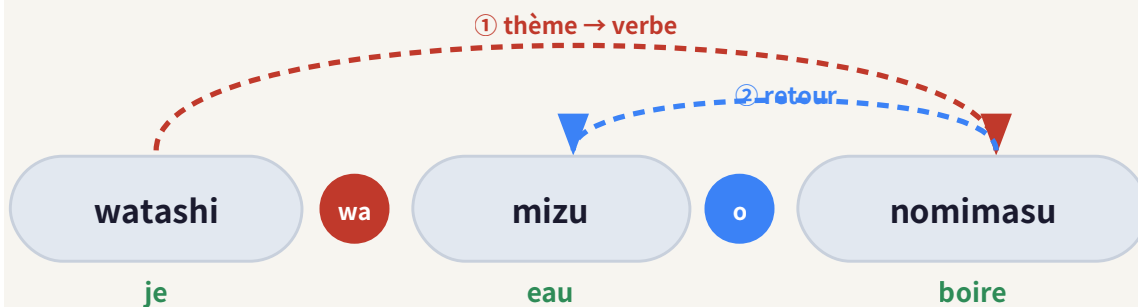 ① thème → verbe
② retour
watashi wa mizu o nomimasu
je eau boire